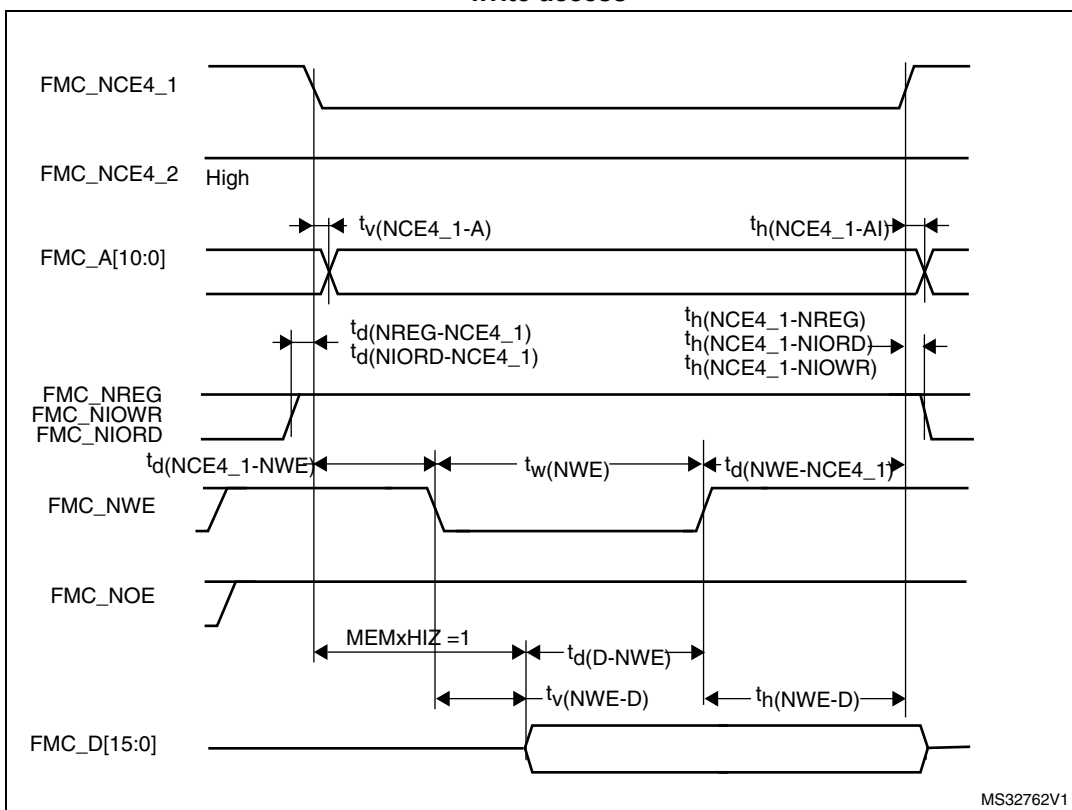 write access
FMC_NCE4_1
FMC_NCE4_2 High
tv(NCE4_1-A) th(NCE4_1-AI)
FMC_A[10:0]
td(NREG-NCE4_1) th(NCE4_1-NREG)
td(NIORD-NCE4_1) th(NCE4_1-NIORD)
th(NCE4_1-NIOWR)
FMC_NREG
FMC_NIOWR
FMC_NIORD
td(NCE4_1-NWE) tw(NWE) td(NWE-NCE4_1)
FMC_NWE
FMC_NOE
MEMxHIZ =1 td(D-NWE)
tv(NWE-D) th(NWE-D)
FMC_D[15:0]
MS32762V1